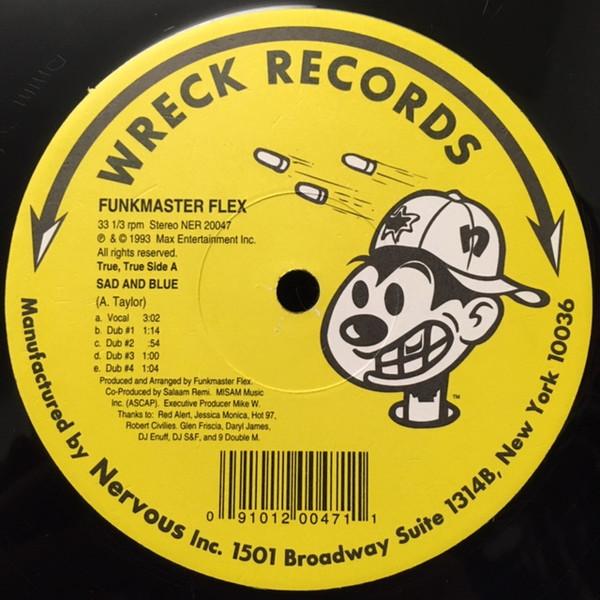 WRECK RECORDS
FUNKMASTER FLEX
33 1/3 rpm Stereo NER 20047
℗ & © 1993 Max Entertainment Inc.
All rights reserved.
True, True Side A
SAD AND BLUE
(A. Taylor)
a. Vocal 3:02
b. Dub #1 1:14
c. Dub #2 :54
d. Dub #3 1:00
e. Dub #4 1:04
Produced and Arranged by Funkmaster Flex.
Co-Produced by Salaam Remi. MISAM Music
Inc. (ASCAP). Executive Producer Mike W.
Thanks to: Red Alert, Jessica Monica, Hot 97,
Robert Civilies. Glen Friscia, Daryl James,
DJ Enuff, DJ S&F, and 9 Double M.
n
TM
0 91012 00471 1
Manufactured by Nervous Inc. 1501 Broadway Suite 1314B, New York 10036